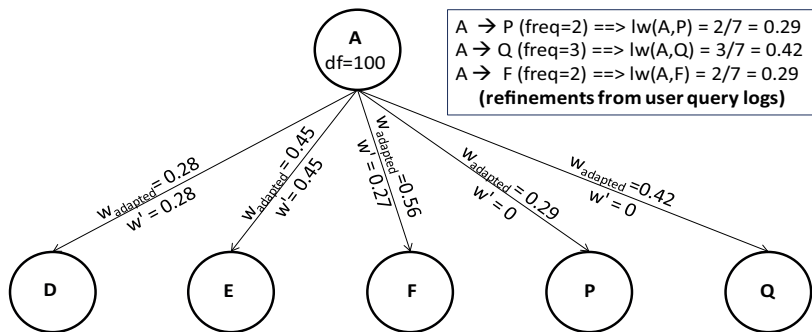 A
df=100
A → P (freq=2) ==> lw(A,P) = 2/7 = 0.29
A → Q (freq=3) ==> lw(A,Q) = 3/7 = 0.42
A → F (freq=2) ==> lw(A,F) = 2/7 = 0.29
(refinements from user query logs)
w_adapted = 0.28
w' = 0.28
w_adapted = 0.45
w' = 0.45
w_adapted = 0.56
w' = 0.27
w_adapted = 0.29
w' = 0
w_adapted = 0.42
w' = 0
D
E
F
P
Q